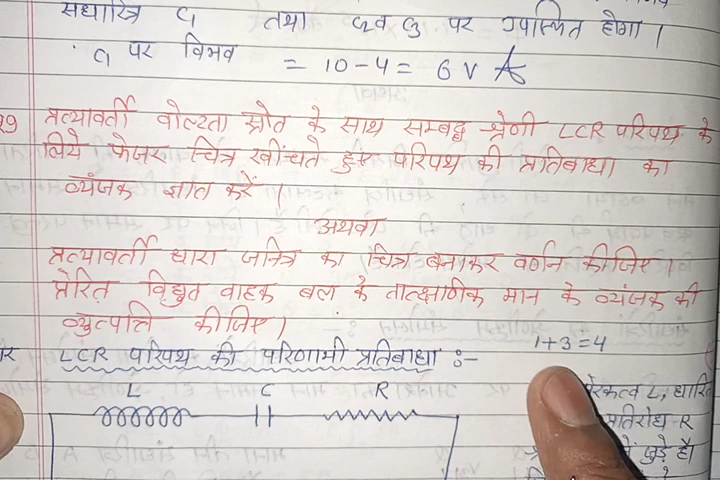 संधारित्र C₁ तथा C₂ व C₃ पर उपस्थित होगा।
C₁ पर विभव = 10 - 4 = 6 V
प्रत्यावर्ती वोल्टता स्रोत के साथ सम्बद्ध श्रेणी LCR परिपथ के
लिये फेजर चित्र खींचते हुए परिपथ की प्रतिबाधा का
व्यंजक ज्ञात करें।
अथवा
प्रत्यावर्ती धारा जनित्र का चित्र बनाकर वर्णन कीजिए।
प्रेरित विद्युत वाहक बल के तात्क्षणिक मान के व्यंजक की
व्युत्पत्ति कीजिए।
1+3=4
LCR परिपथ की परिणामी प्रतिबाधा :-
L C R
L, धारि
प्रतिरोध R
जुड़े है।